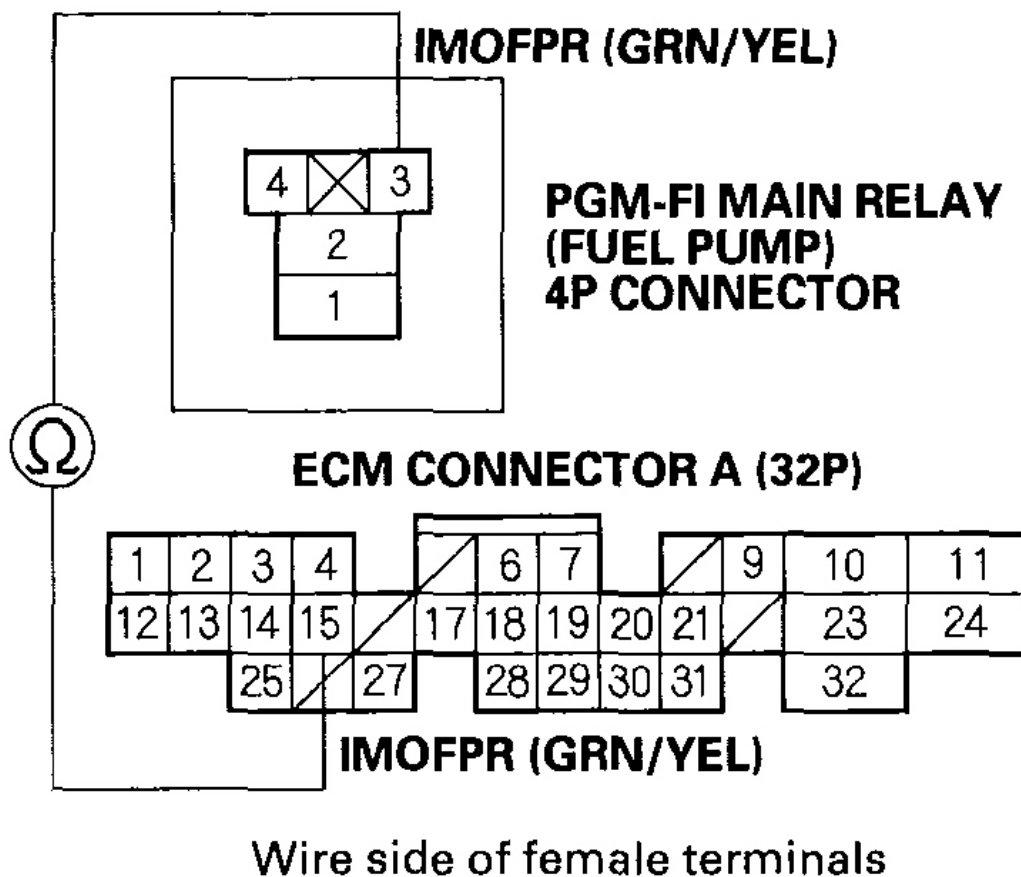 IMOFPR (GRN/YEL)
4 3
2
1
PGM-FI MAIN RELAY
(FUEL PUMP)
4P CONNECTOR
Ω
ECM CONNECTOR A (32P)
1 2 3 4 6 7 9 10 11
12 13 14 15 17 18 19 20 21 23 24
25 27 28 29 30 31 32
IMOFPR (GRN/YEL)
Wire side of female terminals